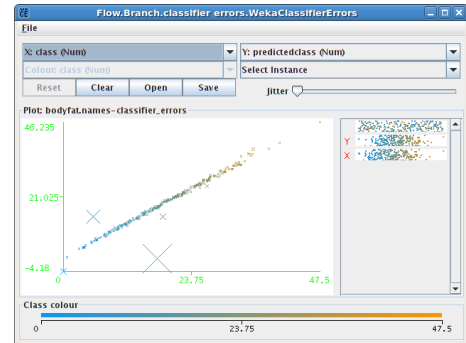 Flow.Branch.classifier errors.WekaClassifierErrors
File
X: class (Num)
Y: predictedclass (Num)
Colour: class (Num)
Select Instance
Reset
Clear
Open
Save
Jitter
Plot: bodyfat.names-classifier_errors
46.235
21.025
-4.18
0
23.75
47.5
Y
X
Class colour
0
23.75
47.5